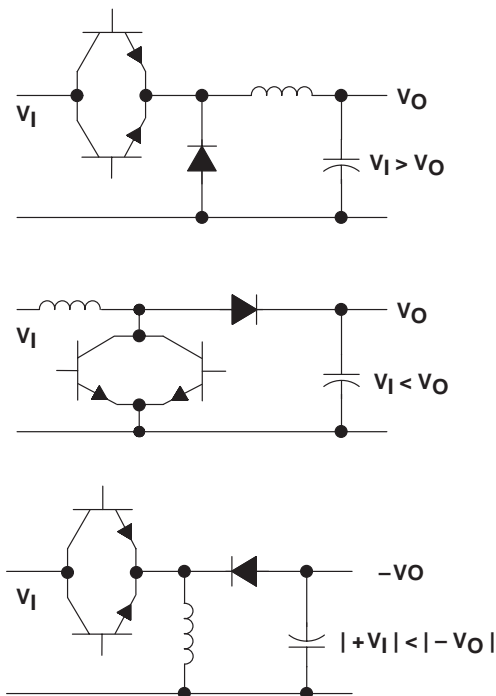 VI
VO
VI > VO
VI
VO
VI < VO
VI
–VO
| +VI | < | – VO |